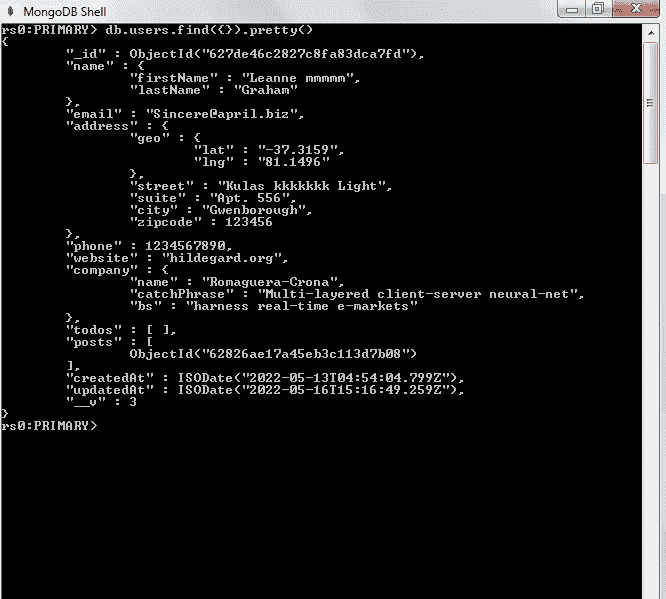 MongoDB Shell
rs0:PRIMARY> db.users.find({}).pretty()
{
        "_id" : ObjectId("627de46c2827c8fa83dca7fd"),
        "name" : {
                "firstName" : "Leanne mmmmm",
                "lastName" : "Graham"
        },
        "email" : "Sincere@april.biz",
        "address" : {
                "geo" : {
                        "lat" : "-37.3159",
                        "lng" : "81.1496"
                },
                "street" : "Kulas kkkkkkk Light",
                "suite" : "Apt. 556",
                "city" : "Gwenborough",
                "zipcode" : 123456
        },
        "phone" : 1234567890,
        "website" : "hildegard.org",
        "company" : {
                "name" : "Romaguera-Crona",
                "catchPhrase" : "Multi-layered client-server neural-net",
                "bs" : "harness real-time e-markets"
        },
        "todos" : [ ],
        "posts" : [
                ObjectId("62826ae17a45eb3c113d7b08")
        ],
        "createdAt" : ISODate("2022-05-13T04:54:04.799Z"),
        "updatedAt" : ISODate("2022-05-16T15:16:49.259Z"),
        "__v" : 3
}
rs0:PRIMARY>